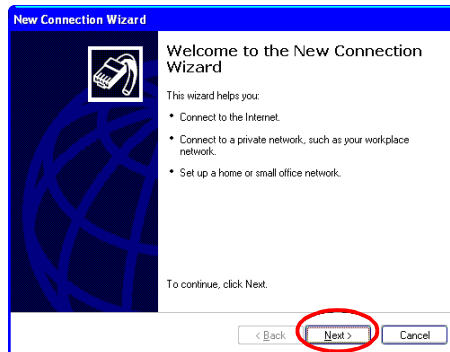 New Connection Wizard
Welcome to the New Connection
Wizard
This wizard helps you:
• Connect to the Internet.
• Connect to a private network, such as your workplace
network.
• Set up a home or small office network.
To continue, click Next.
< Back Next > Cancel